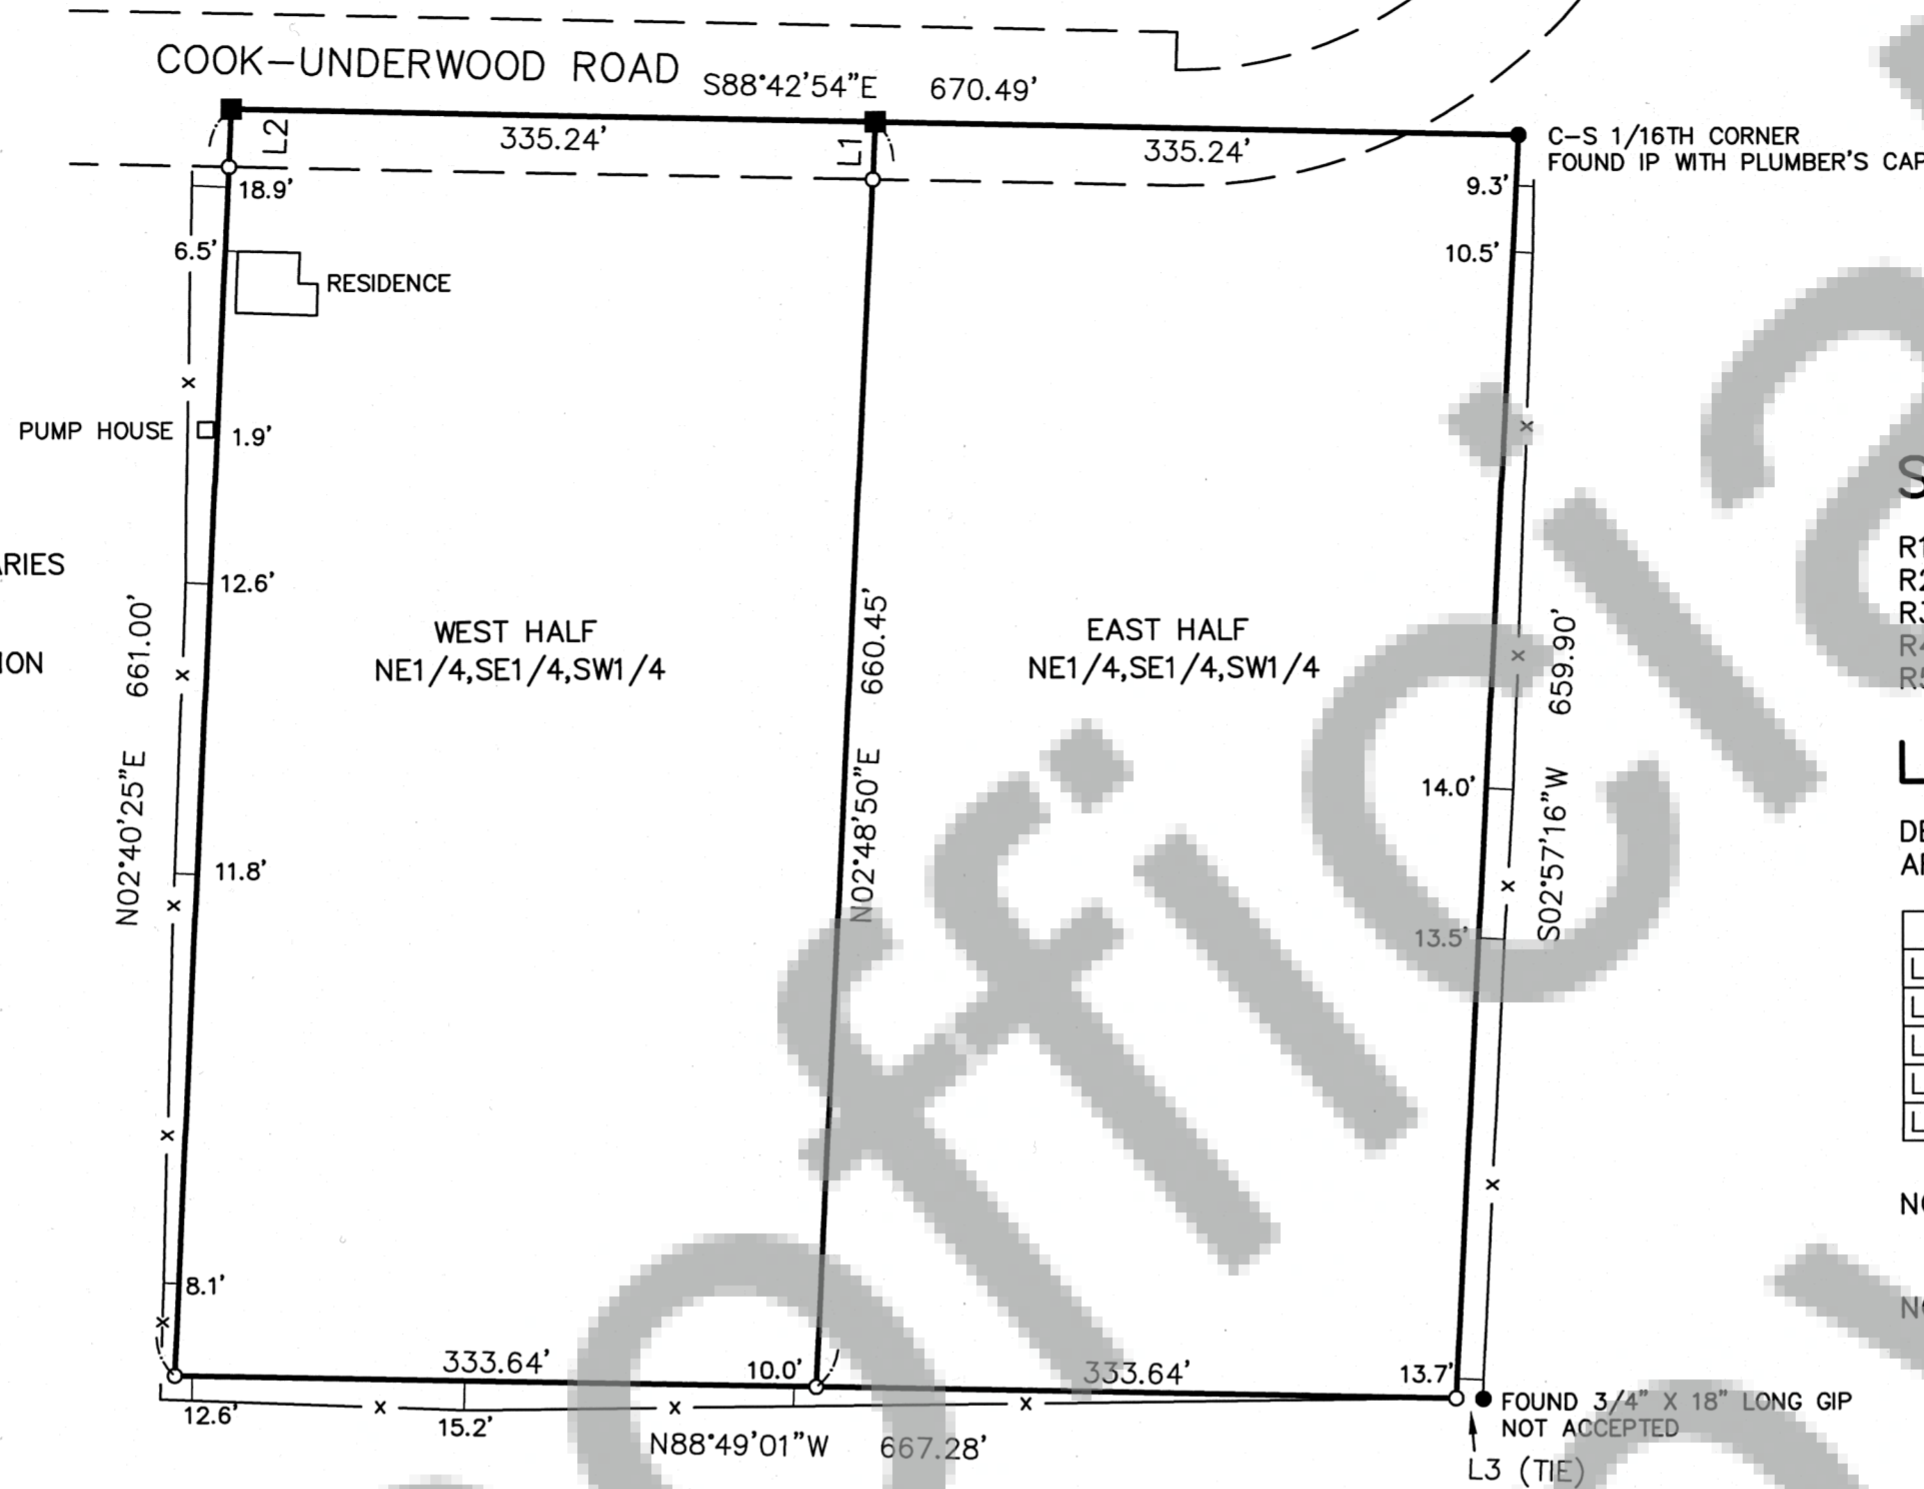 COOK-UNDERWOOD ROAD
S88°42'54"E 670.49'
L2
335.24'
L1
335.24'
C-S 1/16TH CORNER
FOUND IP WITH PLUMBER'S CAP
18.9'
9.3'
6.5'
10.5'
RESIDENCE
PUMP HOUSE
1.9'
12.6'
N02°40'25"E 661.00'
WEST HALF
NE1/4,SE1/4,SW1/4
N02°48'50"E 660.45'
EAST HALF
NE1/4,SE1/4,SW1/4
S02°57'16"W 659.90'
14.0'
11.8'
13.5'
8.1'
333.64'
10.0'
333.64'
13.7'
12.6'
15.2'
N88°49'01"W 667.28'
FOUND 3/4" X 18" LONG GIP
NOT ACCEPTED
L3 (TIE)